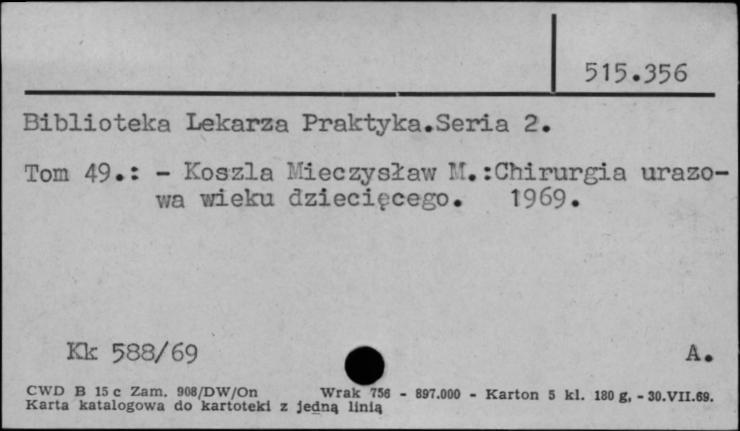 515.356
Biblioteka Lekarza Praktyka.Seria 2.
Tom 49.: - Koszla Mieczysław M.:Chirurgia urazo-
wa wieku dziecięcego. 1969.
Kk 588/69
A.
CWD B 15 c Zam. 908/DW/On Wrak 756 - 897.000 - Karton 5 kl. 180 g, - 30.VII.69.
Karta katalogowa do kartoteki z jedną linią